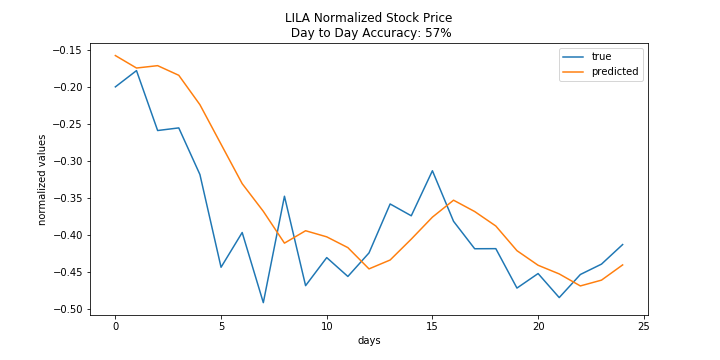 LILA Normalized Stock Price
Day to Day Accuracy: 57%
true
predicted
normalized values
−0.15
−0.20
−0.25
−0.30
−0.35
−0.40
−0.45
−0.50
0
5
10
15
20
25
days